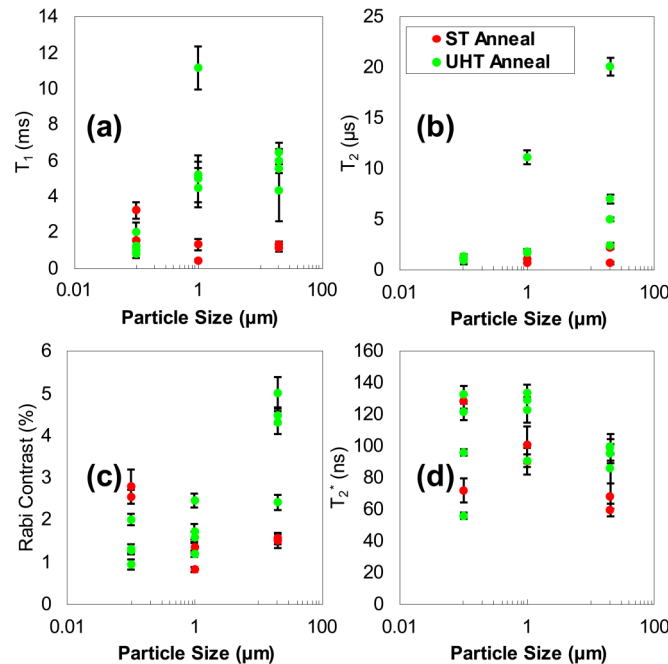 14
12
10
8
6
4
2
0
T1 (ms)
(a)
0.01 1 100
Particle Size (µm)
25
20
15
10
5
0
T2 (µs)
(b)
ST Anneal
UHT Anneal
0.01 1 100
Particle Size (µm)
6
5
4
3
2
1
0
Rabi Contrast (%)
(c)
0.01 1 100
Particle Size (µm)
160
140
120
100
80
60
40
20
0
T2* (ns)
(d)
0.01 1 100
Particle Size (µm)